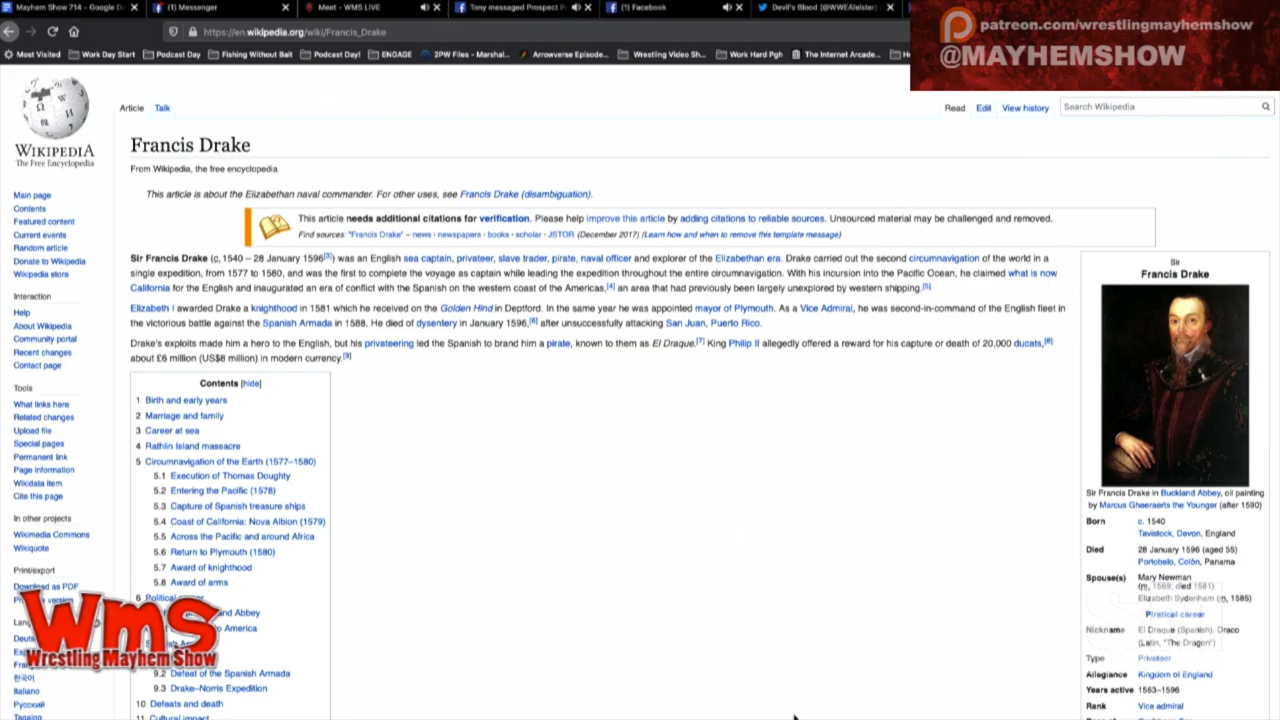 Mayhem Show 714 - Google D
(1) Messenger
Meet - WMS LIVE
Tony messaged Prospect P
(1) Facebook
Devil's Blood (@WWEAleister)
https://en.wikipedia.org/wiki/Francis_Drake
Most Visited
Work Day Start
Podcast Day
Fishing Without Bait
Podcast Day!
ENGAGE
2PW Files - Marshal...
Arrowverse Episode...
Wrestling Video Sh...
Work Hard Pgh
The Internet Arcade...
patreon.com/wrestlingmayhemshow
@MAYHEMSHOW
WIKIPEDIA
The Free Encyclopedia
Main page
Contents
Featured content
Current events
Random article
Donate to Wikipedia
Wikipedia store
Interaction
Help
About Wikipedia
Community portal
Recent changes
Contact page
Tools
What links here
Related changes
Upload file
Special pages
Permanent link
Page information
Wikidata item
Cite this page
In other projects
Wikimedia Commons
Wikiquote
Print/export
Download as PDF
version
Deuts
Italiano
Русский
Tagalog
Article Talk
Read Edit View history
Search Wikipedia
Francis Drake
From Wikipedia, the free encyclopedia
This article is about the Elizabethan naval commander. For other uses, see Francis Drake (disambiguation).
This article needs additional citations for verification. Please help improve this article by adding citations to reliable sources. Unsourced material may be challenged and removed.
Find sources: "Francis Drake" – news · newspapers · books · scholar · JSTOR (December 2017) (Learn how and when to remove this template message)
Sir Francis Drake (c. 1540 – 28 January 1596[3]) was an English sea captain, privateer, slave trader, pirate, naval officer and explorer of the Elizabethan era. Drake carried out the second circumnavigation of the world in a
single expedition, from 1577 to 1580, and was the first to complete the voyage as captain while leading the expedition throughout the entire circumnavigation. With his incursion into the Pacific Ocean, he claimed what is now
California for the English and inaugurated an era of conflict with the Spanish on the western coast of the Americas,[4] an area that had previously been largely unexplored by western shipping.[5]
Elizabeth I awarded Drake a knighthood in 1581 which he received on the Golden Hind in Deptford. In the same year he was appointed mayor of Plymouth. As a Vice Admiral, he was second-in-command of the English fleet in
the victorious battle against the Spanish Armada in 1588. He died of dysentery in January 1596,[6] after unsuccessfully attacking San Juan, Puerto Rico.
Drake's exploits made him a hero to the English, but his privateering led the Spanish to brand him a pirate, known to them as El Draque.[7] King Philip II allegedly offered a reward for his capture or death of 20,000 ducats,[8]
about £6 million (US$8 million) in modern currency.[9]
Contents [hide]
1 Birth and early years
2 Marriage and family
3 Career at sea
4 Rathlin Island massacre
5 Circumnavigation of the Earth (1577–1580)
5.1 Execution of Thomas Doughty
5.2 Entering the Pacific (1578)
5.3 Capture of Spanish treasure ships
5.4 Coast of California: Nova Albion (1579)
5.5 Across the Pacific and around Africa
5.6 Return to Plymouth (1580)
5.7 Award of knighthood
5.8 Award of arms
6 Political
and Abbey
to America
9.2 Defeat of the Spanish Armada
9.3 Drake–Norris Expedition
10 Defeats and death
11 Cultural impact
Sir
Francis Drake
Sir Francis Drake in Buckland Abbey, oil painting
by Marcus Gheeraerts the Younger (after 1590)
Born c. 1540
Tavistock, Devon, England
Died 28 January 1596 (aged 55)
Portobelo, Colón, Panama
Spouse(s) Mary Newman
(m. 1569; died 1581)
Elizabeth Sydenham (m. 1585)
Piratical career
Nickname El Draque (Spanish), Draco
(Latin, "The Dragon")
Type Privateer
Allegiance Kingdom of England
Years active 1563–1596
Rank Vice admiral
WMS
Wrestling Mayhem Show